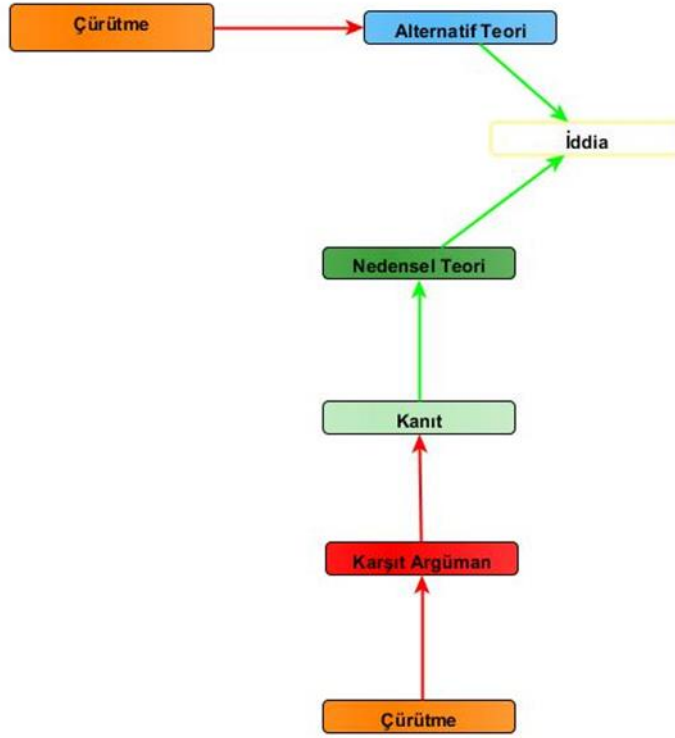 Çürütme
Alternatif Teori
İddia
Nedensel Teori
Kanıt
Karşıt Argüman
Çürütme